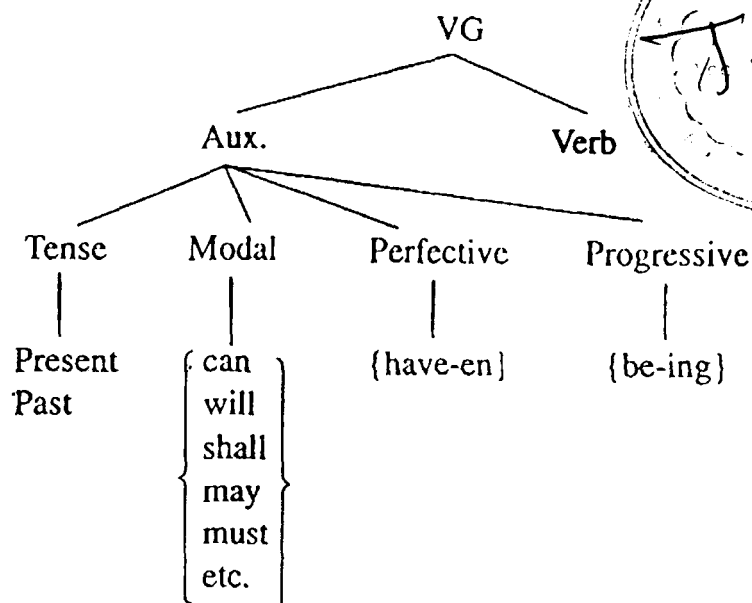 VG
Aux. Verb
Tense Modal Perfective Progressive
Present { can } {have-en} {be-ing}
Past will
shall
may
must
etc.